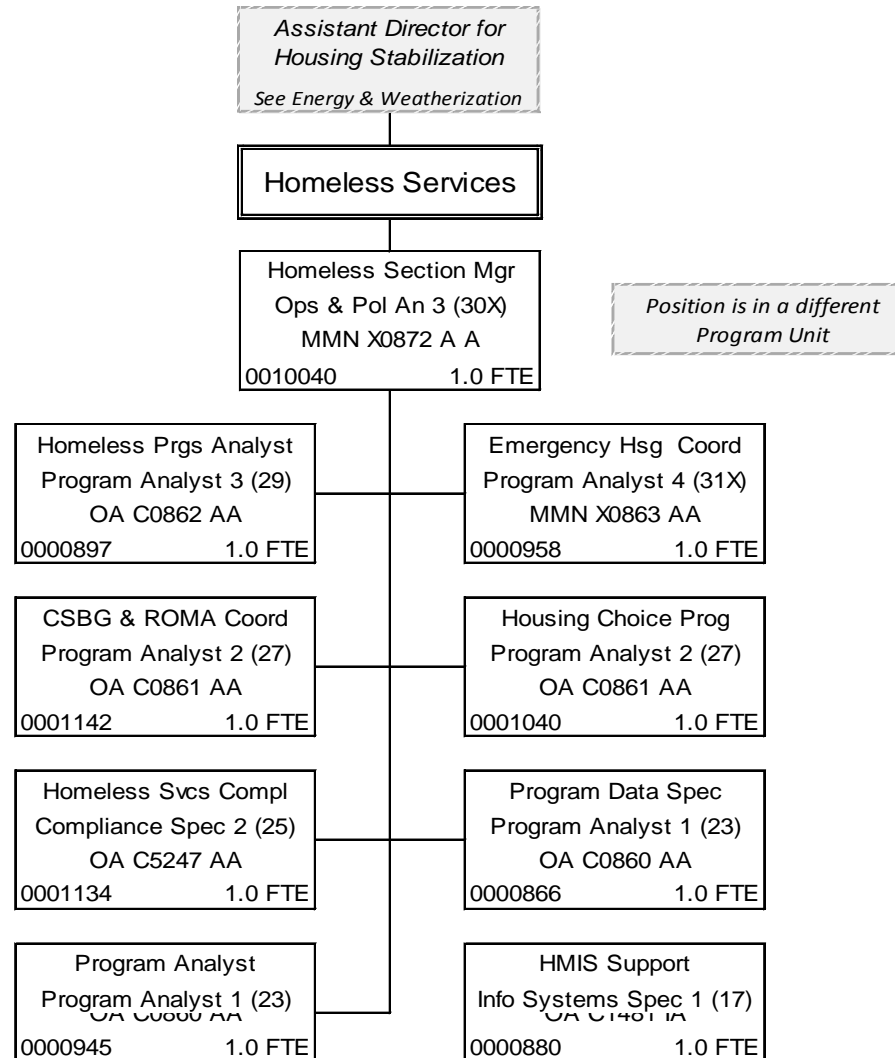 Assistant Director for
Housing Stabilization
See Energy & Weatherization
Homeless Services
Homeless Section Mgr
Ops & Pol An 3 (30X)
MMN X0872 A A
0010040 1.0 FTE
Position is in a different
Program Unit
Homeless Prgs Analyst
Program Analyst 3 (29)
OA C0862 AA
0000897 1.0 FTE
Emergency Hsg Coord
Program Analyst 4 (31X)
MMN X0863 AA
0000958 1.0 FTE
CSBG & ROMA Coord
Program Analyst 2 (27)
OA C0861 AA
0001142 1.0 FTE
Housing Choice Prog
Program Analyst 2 (27)
OA C0861 AA
0001040 1.0 FTE
Homeless Svcs Compl
Compliance Spec 2 (25)
OA C5247 AA
0001134 1.0 FTE
Program Data Spec
Program Analyst 1 (23)
OA C0860 AA
0000866 1.0 FTE
Program Analyst
Program Analyst 1 (23)
OA C0860 AA
0000945 1.0 FTE
HMIS Support
Info Systems Spec 1 (17)
OA C1481 IA
0000880 1.0 FTE